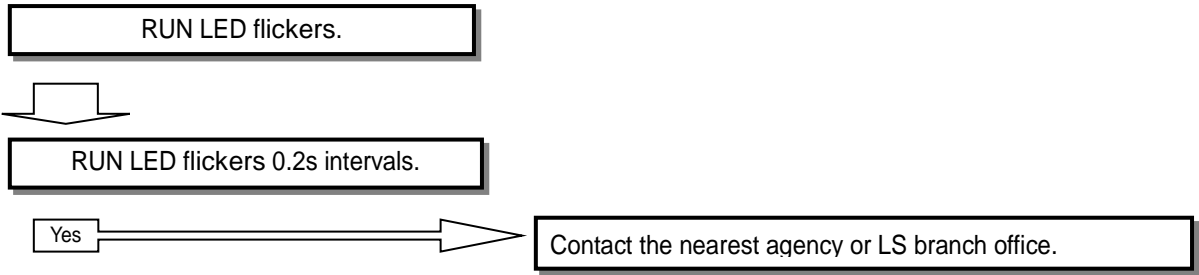 RUN LED flickers.
RUN LED flickers 0.2s intervals.
Yes
Contact the nearest agency or LS branch office.